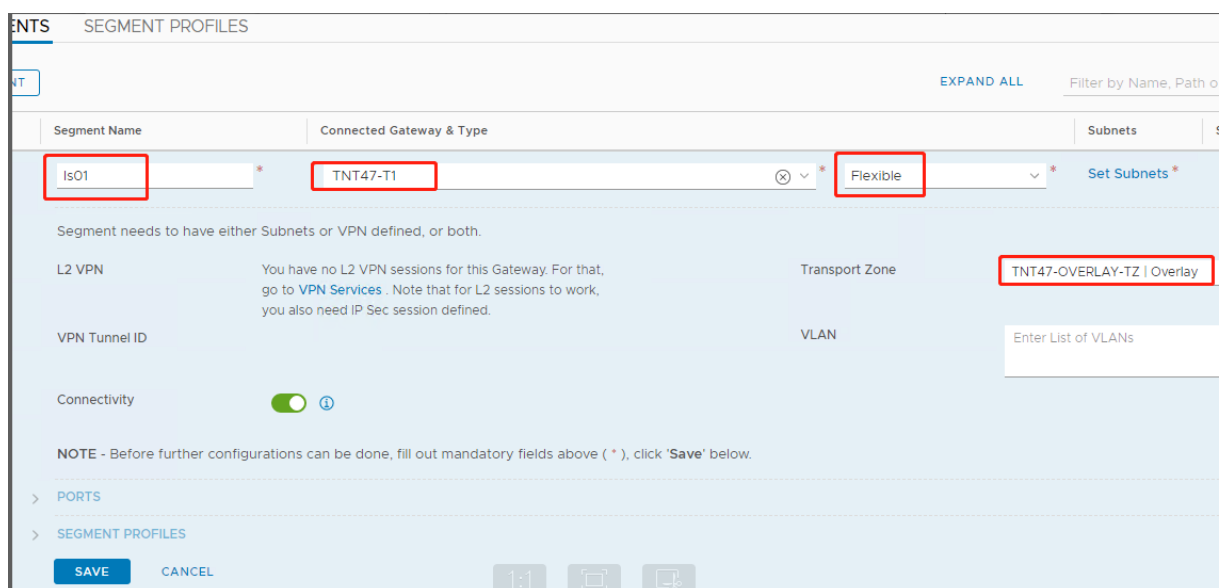 ENTS SEGMENT PROFILES
NT EXPAND ALL Filter by Name, Path o
Segment Name Connected Gateway & Type Subnets S
ls01 * TNT47-T1 * Flexible * Set Subnets *
Segment needs to have either Subnets or VPN defined, or both.
L2 VPN You have no L2 VPN sessions for this Gateway. For that, Transport Zone TNT47-OVERLAY-TZ | Overlay
go to VPN Services . Note that for L2 sessions to work,
you also need IP Sec session defined.
VPN Tunnel ID VLAN Enter List of VLANs
Connectivity
NOTE - Before further configurations can be done, fill out mandatory fields above ( * ), click 'Save' below.
PORTS
SEGMENT PROFILES
SAVE CANCEL
1:1